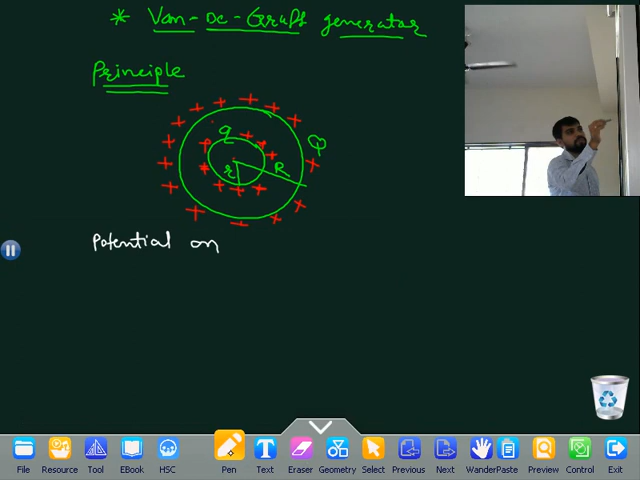 * Van-De-Graff generator
Principle
q
Q
r
R
Potential on
File Resource Tool EBook HSC Pen Text Eraser Geometry Select Previous Next WanderPaste Preview Control Exit